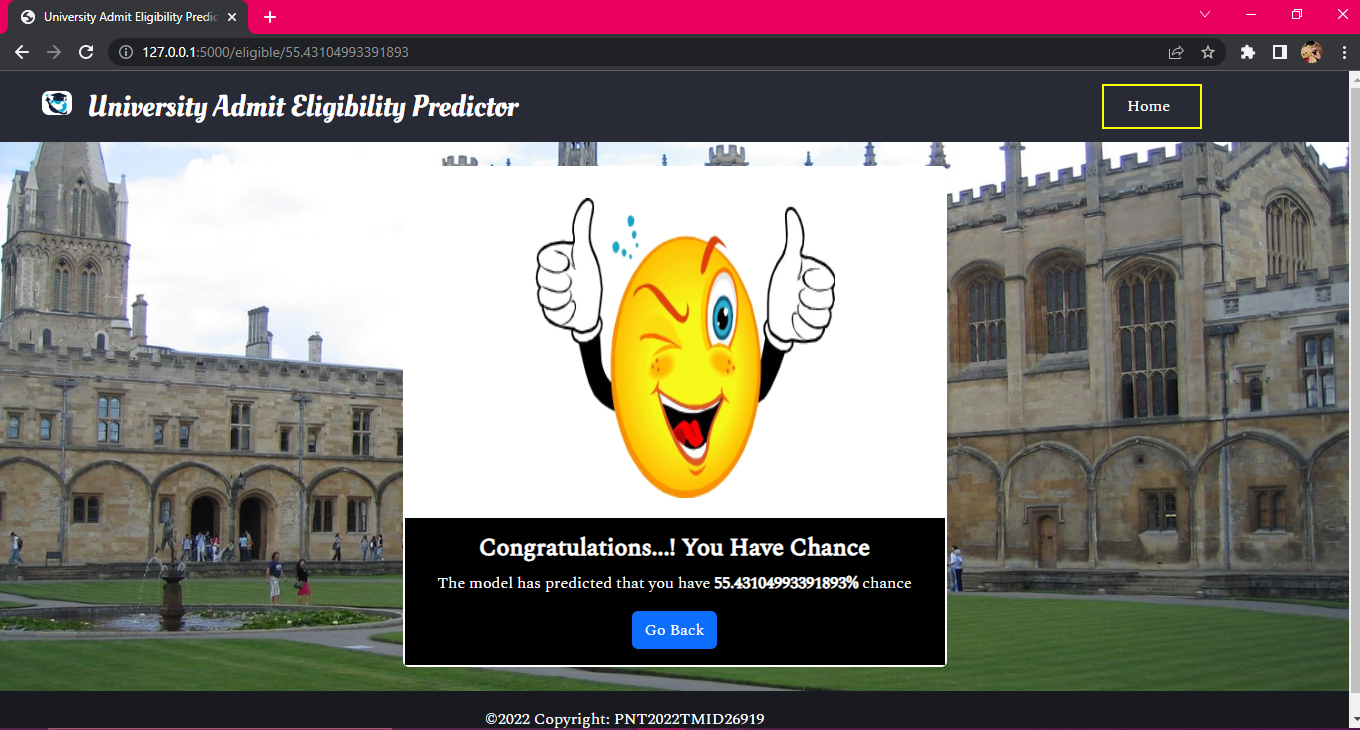 University Admit Eligibility Predic
127.0.0.1:5000/eligible/55.43104993391893
University Admit Eligibility Predictor
Home
Congratulations...! You Have Chance
The model has predicted that you have 55.43104993391893% chance
Go Back
©2022 Copyright: PNT2022TMID26919